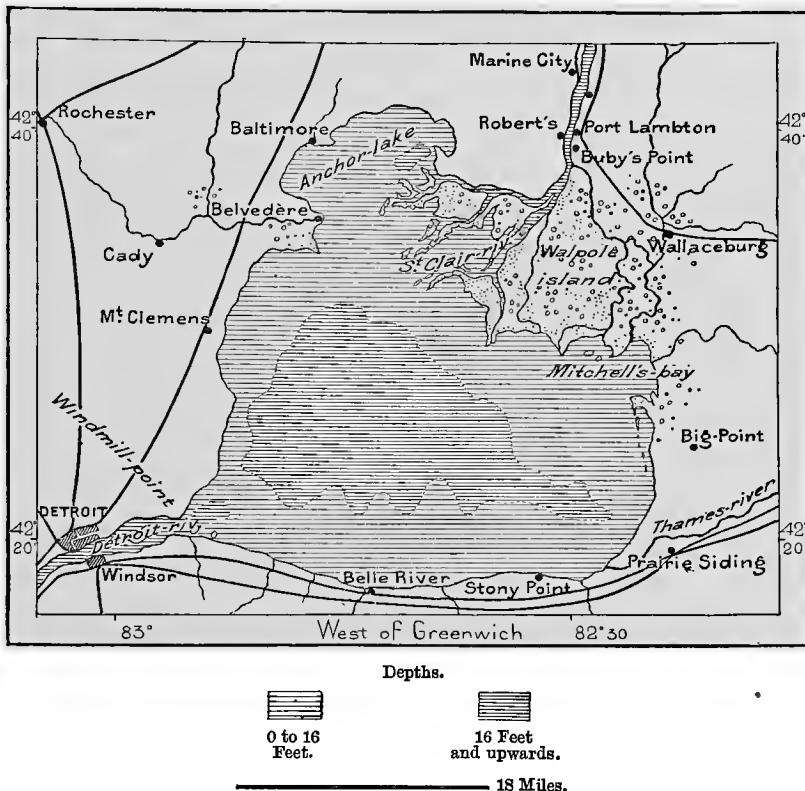 Marine City
42°
40'
Rochester
Baltimore
Robert's
Port Lambton
42°
40'
Anchor-lake
Buby's Point
Belvedère
Cady
St Clair-riv.
Walpole
island
Wallaceburg
Mt. Clemens
Mitchell's-bay
Windmill-point
Big-Point
DETROIT
Detroit-riv.
Thames-river
42°
20'
42°
20'
Windsor
Belle River
Stony Point
Prairie Siding
83°
West of Greenwich
82°30
Depths.
0 to 16
Feet.
16 Feet
and upwards.
18 Miles.